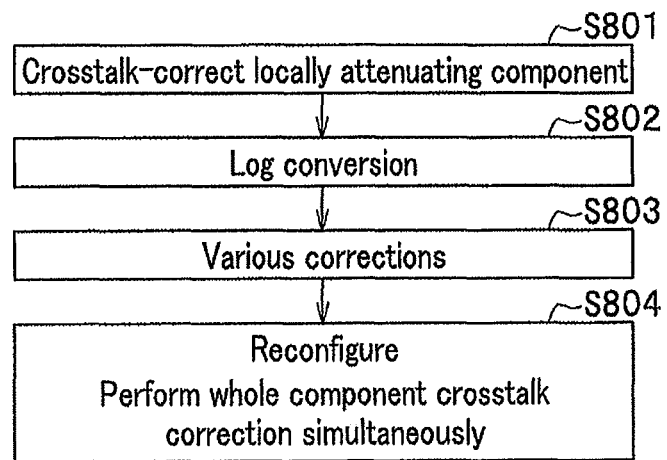 S801
Crosstalk-correct locally attenuating component
S802
Log conversion
S803
Various corrections
S804
Reconfigure
Perform whole component crosstalk
correction simultaneously